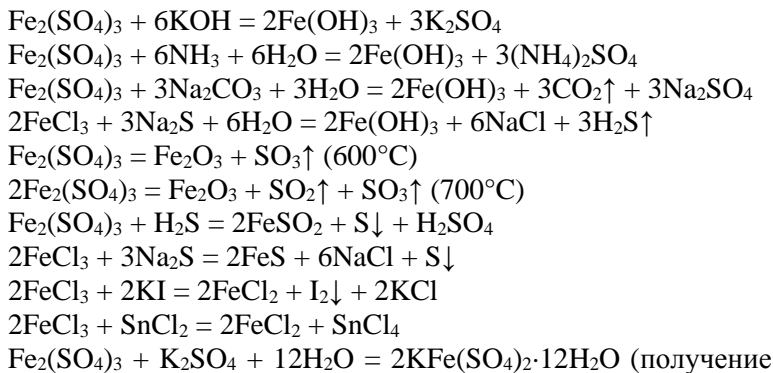 Fe₂(SO₄)₃ + 6KOH = 2Fe(OH)₃ + 3K₂SO₄
Fe₂(SO₄)₃ + 6NH₃ + 6H₂O = 2Fe(OH)₃ + 3(NH₄)₂SO₄
Fe₂(SO₄)₃ + 3Na₂CO₃ + 3H₂O = 2Fe(OH)₃ + 3CO₂↑ + 3Na₂SO₄
2FeCl₃ + 3Na₂S + 6H₂O = 2Fe(OH)₃ + 6NaCl + 3H₂S↑
Fe₂(SO₄)₃ = Fe₂O₃ + SO₃↑ (600°C)
2Fe₂(SO₄)₃ = Fe₂O₃ + SO₂↑ + SO₃↑ (700°C)
Fe₂(SO₄)₃ + H₂S = 2FeSO₂ + S↓ + H₂SO₄
2FeCl₃ + 3Na₂S = 2FeS + 6NaCl + S↓
2FeCl₃ + 2KI = 2FeCl₂ + I₂↓ + 2KCl
2FeCl₃ + SnCl₂ = 2FeCl₂ + SnCl₄
Fe₂(SO₄)₃ + K₂SO₄ + 12H₂O = 2KFe(SO₄)₂·12H₂O (получение